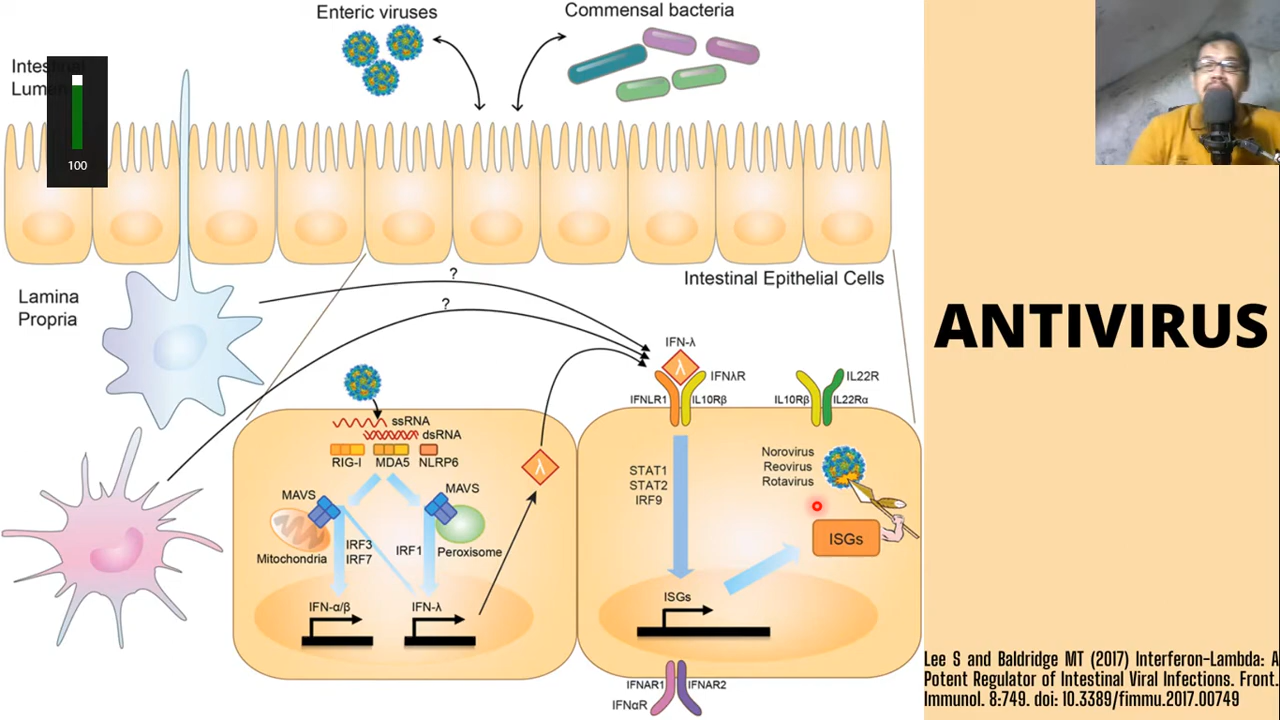 Enteric viruses
Commensal bacteria
Intestinal
Lumen
100
Intestinal Epithelial Cells
Lamina
Propria
?
?
ANTIVIRUS
IFN-λ
λ
IFNλR
IFNLR1
IL10Rβ
IL22R
IL10Rβ
IL22Rα
ssRNA
dsRNA
RIG-I
MDA5
NLRP6
λ
MAVS
MAVS
Mitochondria
IRF3
IRF7
IRF1
Peroxisome
IFN-α/β
IFN-λ
STAT1
STAT2
IRF9
Norovirus
Reovirus
Rotavirus
ISGs
ISGs
IFNAR1
IFNAR2
IFNαR
Lee S and Baldridge MT (2017) Interferon-Lambda: A
Potent Regulator of Intestinal Viral Infections. Front.
Immunol. 8:749. doi: 10.3389/fimmu.2017.00749